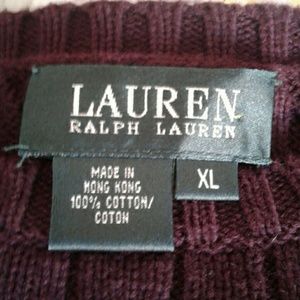 LAUREN
RALPH LAUREN
MADE IN
HONG KONG
100% COTTON/
COTON
XL